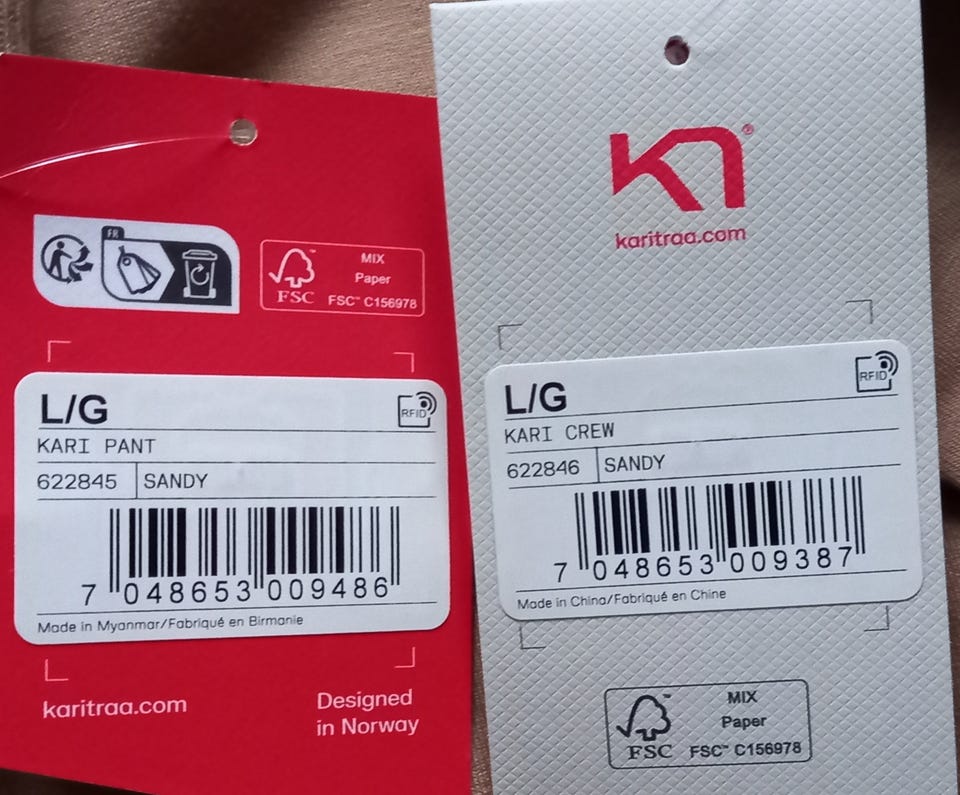 FR
MIX
Paper
FSC™ C156978
FSC
L/G
RFID
KARI PANT
622845 SANDY
7 048653 009486
Made in Myanmar/Fabriqué en Birmanie
karitraa.com
Designed
in Norway
®
karitraa.com
L/G
RFID
KARI CREW
622846 SANDY
7 048653 009387
Made in China/Fabriqué en Chine
MIX
Paper
FSC™ C156978
FSC